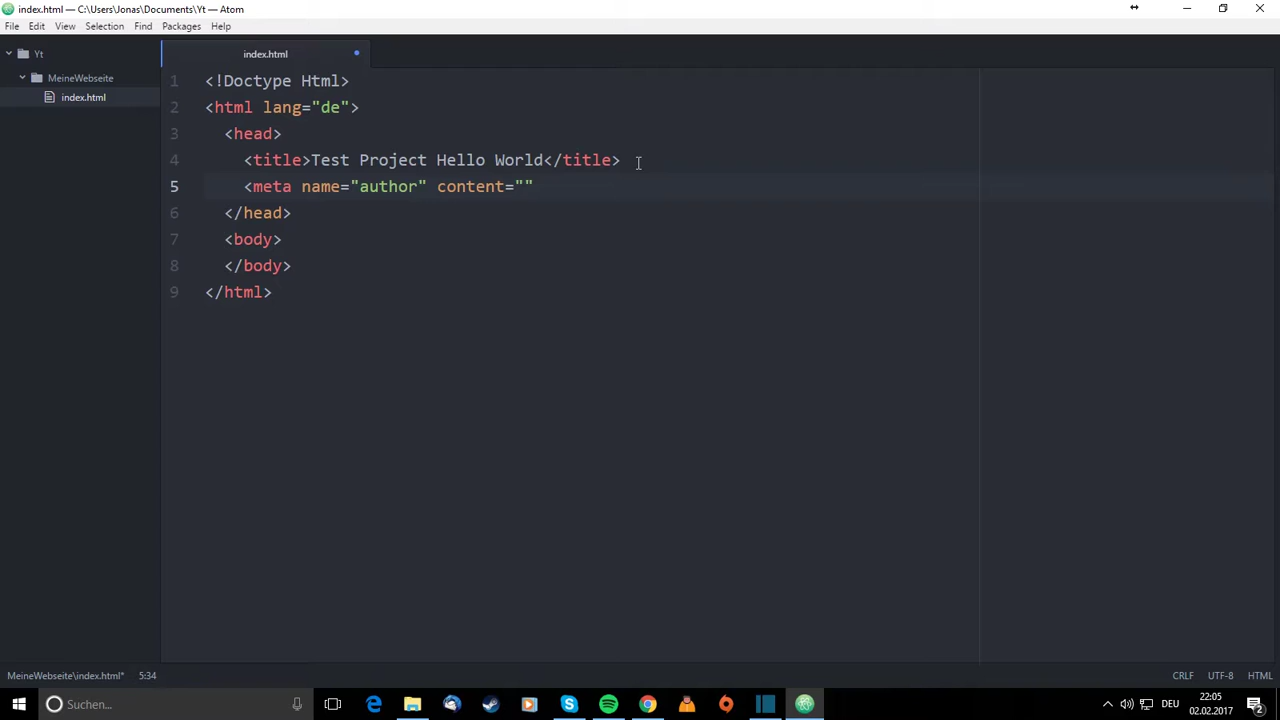 index.html — C:\Users\Jonas\Documents\Yt — Atom
File Edit View Selection Find Packages Help
Yt
MeineWebseite
index.html
index.html
1 <!Doctype Html>
2 <html lang="de">
3 <head>
4 <title>Test Project Hello World</title>
5 <meta name="author" content=""
6 </head>
7 <body>
8 </body>
9 </html>
MeineWebseite\index.html* 5:34 CRLF UTF-8 HTML
Suchen... DEU 22:05
02.02.2017 2